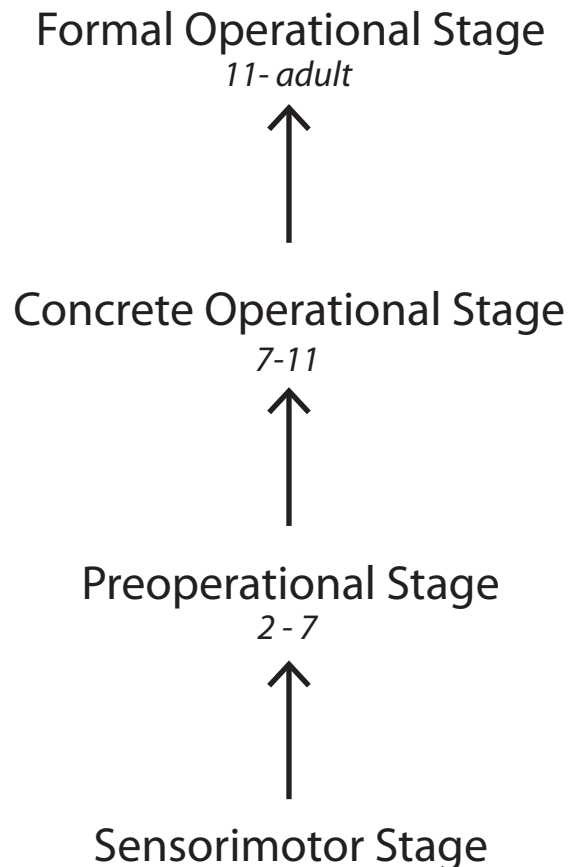 Formal Operational Stage
11- adult
Concrete Operational Stage
7-11
Preoperational Stage
2 - 7
Sensorimotor Stage